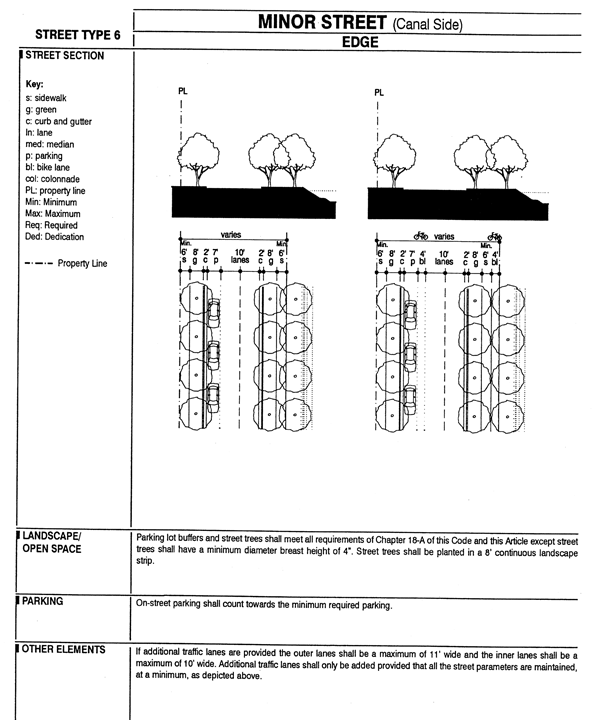 MINOR STREET (Canal Side)
STREET TYPE 6
EDGE
STREET SECTION
Key:
s: sidewalk
g: green
c: curb and gutter
ln: lane
med: median
p: parking
bl: bike lane
col: colonnade
PL: property line
Min: Minimum
Max: Maximum
Req: Required
Ded: Dedication
Property Line
PL
PL
varies
Min. Min.
6' 8' 2' 7' 10' 2' 8' 6'
s g c p lanes c g s
varies
Min. Min.
6' 8' 2' 7' 4' 10' 2' 8' 6' 4'
s g c p bl lanes c g s bl
LANDSCAPE/
OPEN SPACE
Parking lot buffers and street trees shall meet all requirements of Chapter 18-A of this Code and this Article except street
trees shall have a minimum diameter breast height of 4". Street trees shall be planted in a 8' continuous landscape
strip.
PARKING
On-street parking shall count towards the minimum required parking.
OTHER ELEMENTS
If additional traffic lanes are provided the outer lanes shall be a maximum of 11' wide and the inner lanes shall be a
maximum of 10' wide. Additional traffic lanes shall only be added provided that all the street parameters are maintained,
at a minimum, as depicted above.